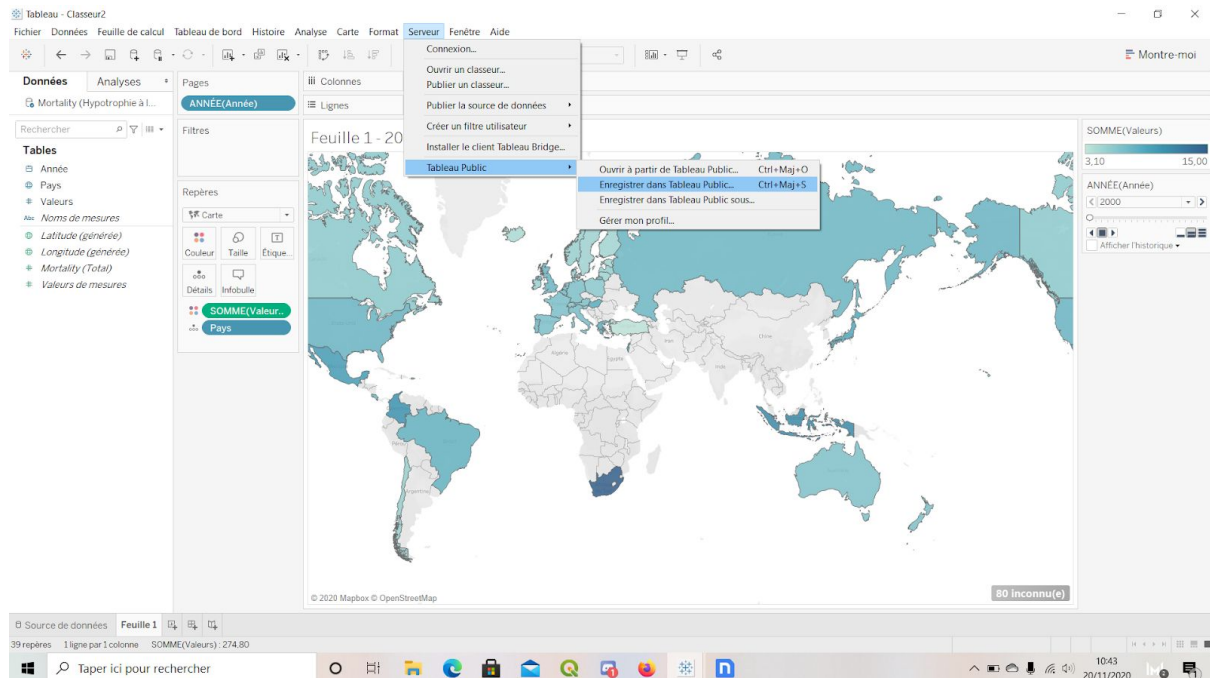 Tableau - Classeur2
Fichier Données Feuille de calcul Tableau de bord Histoire Analyse Carte Format Serveur Fenêtre Aide
Montre-moi
Données Analyses
Mortality (Hypotrophie à l...
Rechercher
Tables
Année
Pays
Valeurs
Abc Noms de mesures
Latitude (générée)
Longitude (générée)
Mortality (Total)
Valeurs de mesures
Pages
ANNÉE(Année)
Filtres
Repères
Carte
Couleur Taille Étique...
Détails Infobulle
SOMME(Valeur..
Pays
Colonnes
Lignes
Feuille 1 - 20
Connexion...
Ouvrir un classeur...
Publier un classeur...
Publier la source de données
Créer un filtre utilisateur
Installer le client Tableau Bridge...
Tableau Public
Ouvrir à partir de Tableau Public... Ctrl+Maj+O
Enregistrer dans Tableau Public... Ctrl+Maj+S
Enregistrer dans Tableau Public sous...
Gérer mon profil...
Algérie
Iran
Chine
Inde
Pérou
Argentine
© 2020 Mapbox © OpenStreetMap
80 inconnu(e)
SOMME(Valeurs)
3,10 15,00
ANNÉE(Année)
2000
Afficher l'historique
Source de données Feuille 1
39 repères 1 ligne par 1 colonne SOMME(Valeurs) : 274,80
Taper ici pour rechercher
10:43
20/11/2020